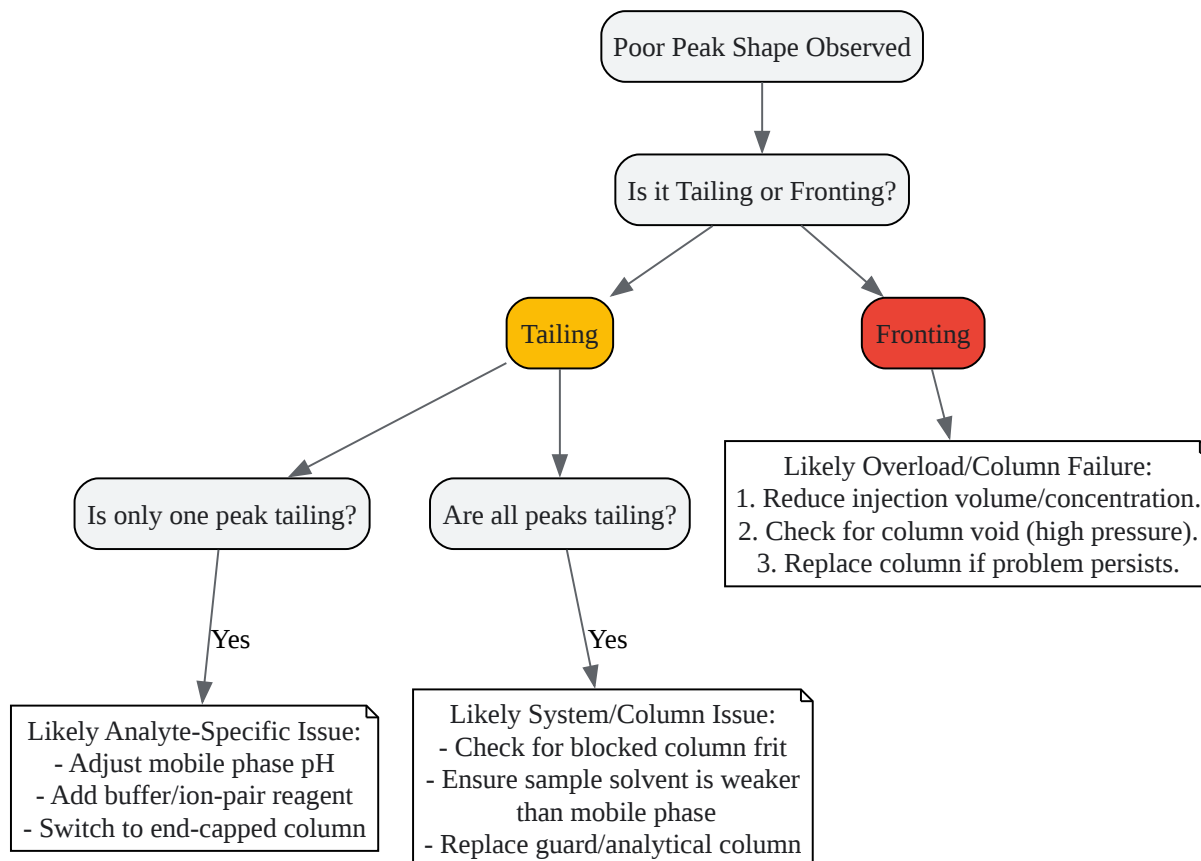 Poor Peak Shape Observed
Is it Tailing or Fronting?
Tailing
Fronting
Is only one peak tailing?
Are all peaks tailing?
Likely Overload/Column Failure:
1. Reduce injection volume/concentration.
2. Check for column void (high pressure).
3. Replace column if problem persists.
Yes
Yes
Likely Analyte-Specific Issue:
- Adjust mobile phase pH
- Add buffer/ion-pair reagent
- Switch to end-capped column
Likely System/Column Issue:
- Check for blocked column frit
- Ensure sample solvent is weaker
than mobile phase
- Replace guard/analytical column